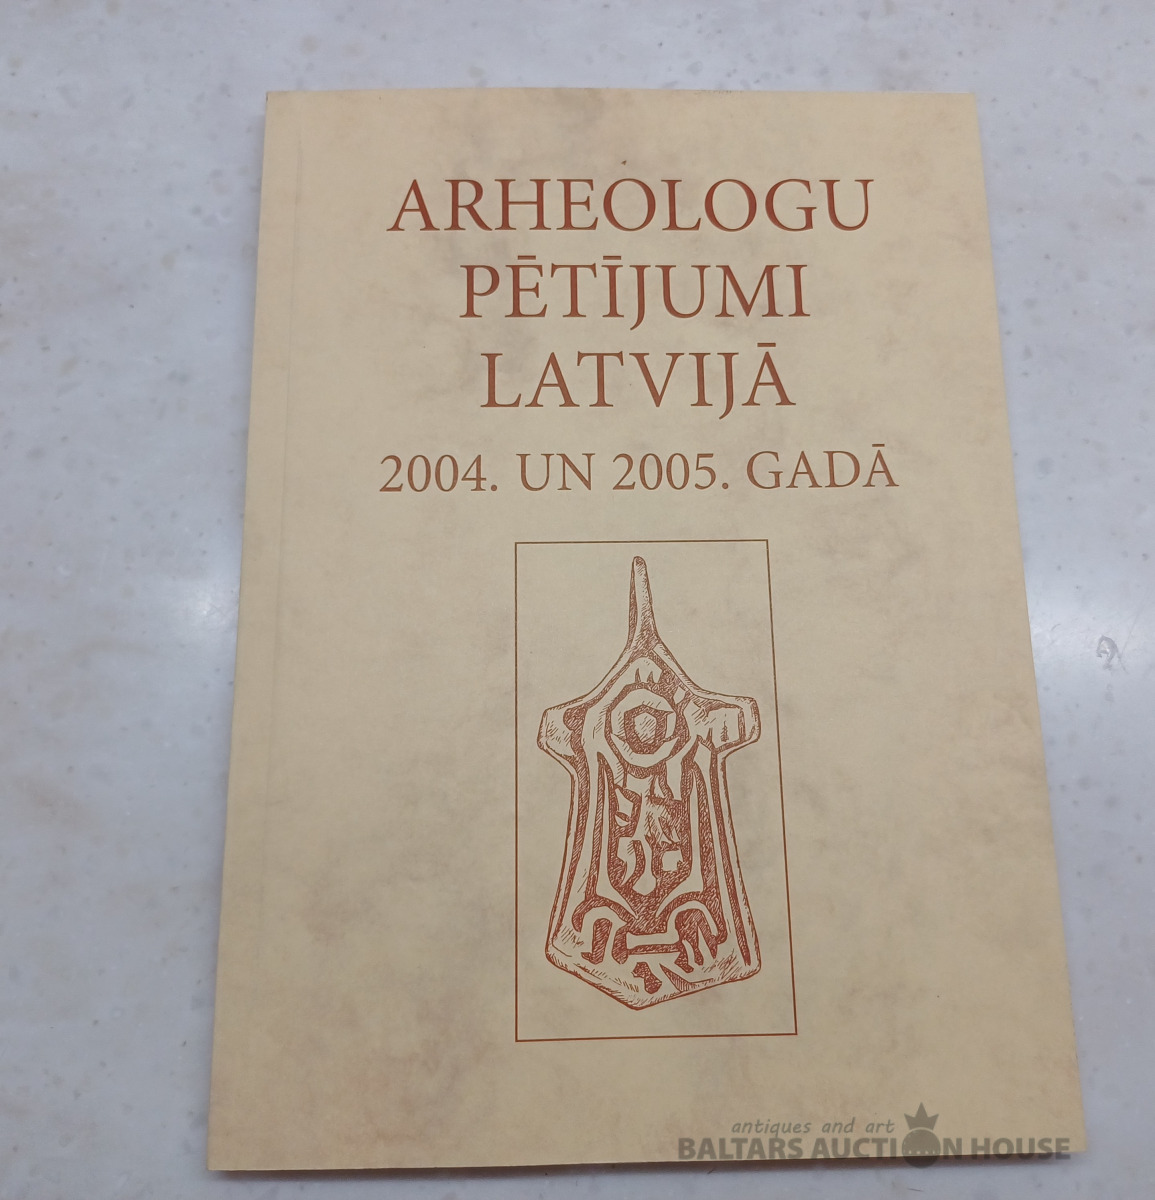 ARHEOLOGU
PĒTĪJUMI
LATVIJĀ
2004. UN 2005. GADĀ
antiques and art
BALTARS AUCTION HOUSE